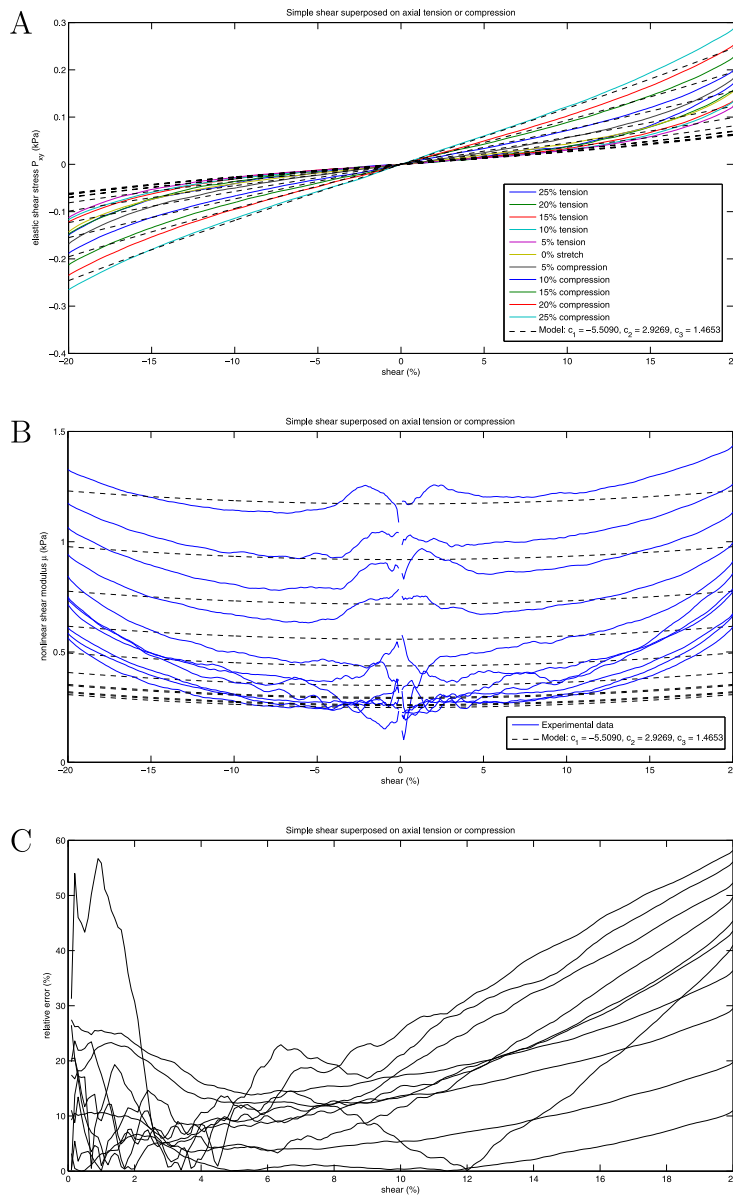 A
Simple shear superposed on axial tension or compression
0.3
0.2
0.1
0
−0.1
−0.2
−0.3
−0.4
elastic shear stress Pxy (kPa)
−20 −15 −10 −5 0 5 10 15 2
shear (%)
25% tension
20% tension
15% tension
10% tension
5% tension
0% stretch
5% compression
10% compression
15% compression
20% compression
25% compression
Model: c1 = −5.5090, c2 = 2.9269, c3 = 1.4653
B
Simple shear superposed on axial tension or compression
1.5
1
0.5
0
nonlinear shear modulus μ (kPa)
−20 −15 −10 −5 0 5 10 15 2
shear (%)
Experimental data
Model: c1 = −5.5090, c2 = 2.9269, c3 = 1.4653
C
Simple shear superposed on axial tension or compression
60
50
40
30
20
10
0
relative error (%)
0 2 4 6 8 10 12 14 16 18 2
shear (%)